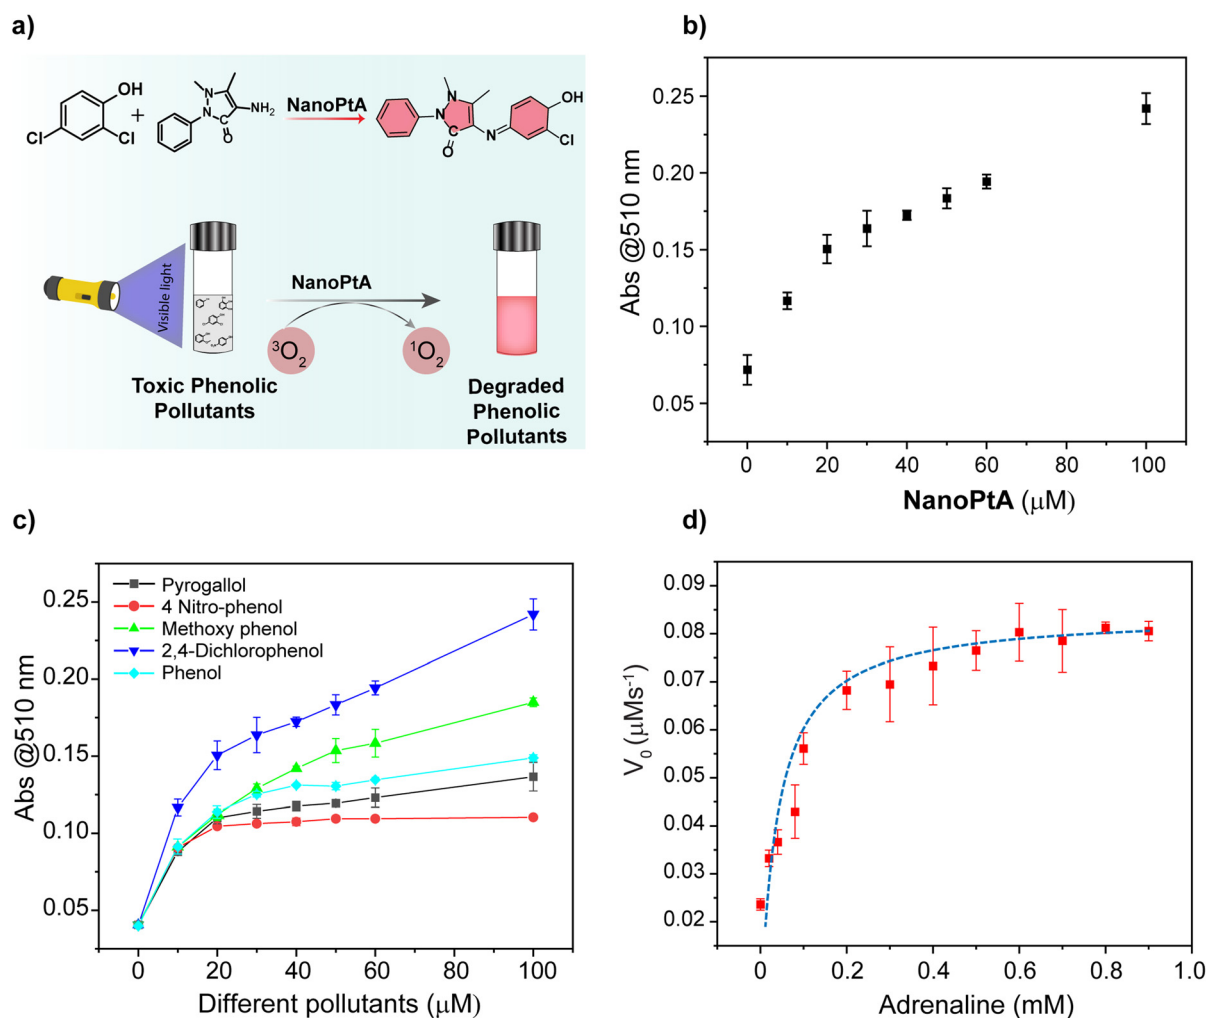 a)
OH
Cl
Cl
+
N
N
O
NH2
NanoPtA
N
N
O
N
OH
Cl
Visible light
NanoPtA
³O₂
¹O₂
Toxic Phenolic
Pollutants
Degraded
Phenolic
Pollutants
b)
Abs @510 nm
0.25
0.20
0.15
0.10
0.05
0 20 40 60 80 100
NanoPtA (μM)
c)
Abs @510 nm
Pyrogallol
4 Nitro-phenol
Methoxy phenol
2,4-Dichlorophenol
Phenol
0.25
0.20
0.15
0.10
0.05
0 20 40 60 80 100
Different pollutants (μM)
d)
V₀ (μMs⁻¹)
0.09
0.08
0.07
0.06
0.05
0.04
0.03
0.02
0 0.2 0.4 0.6 0.8 1.0
Adrenaline (mM)